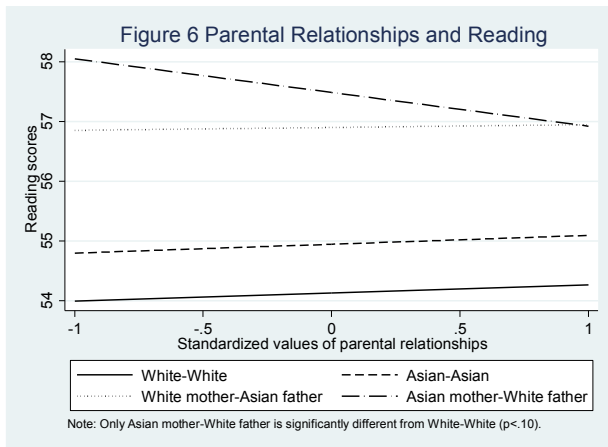 Figure 6 Parental Relationships and Reading
Reading scores
58
57
56
55
54
-1
-.5
0
.5
1
Standardized values of parental relationships
White-White
Asian-Asian
White mother-Asian father
Asian mother-White father
Note: Only Asian mother-White father is significantly different from White-White (p<.10).